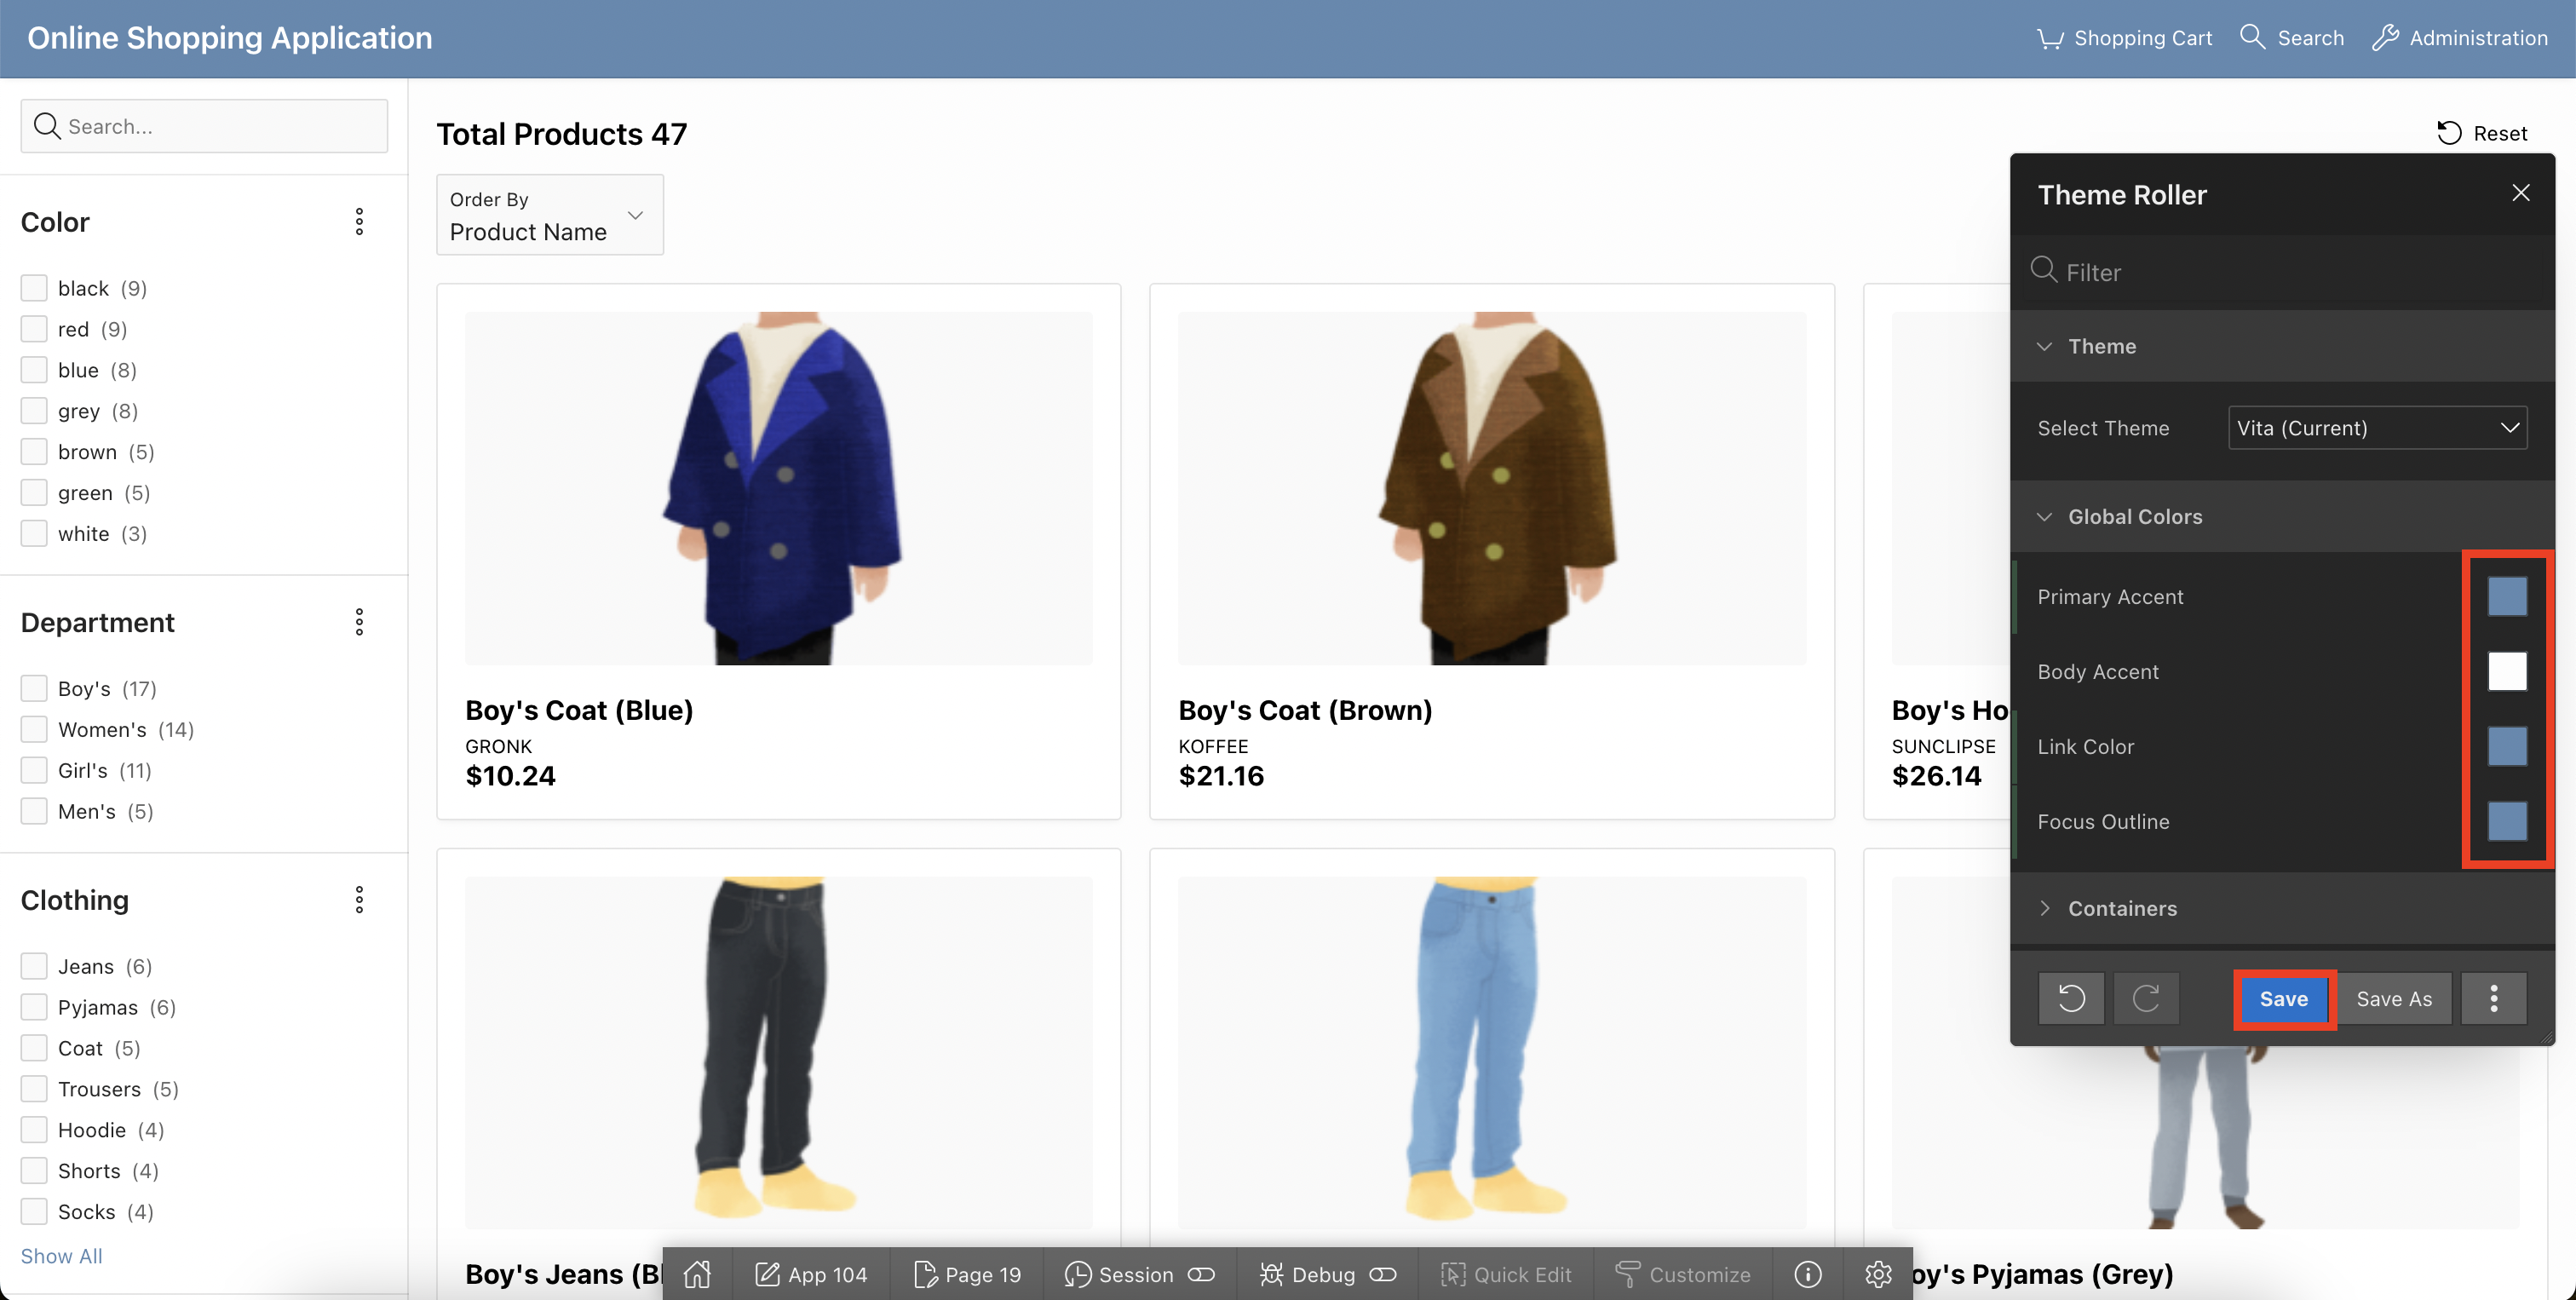 Online Shopping Application
Shopping Cart
Search
Administration
Search...
Color
black (9)
red (9)
blue (8)
grey (8)
brown (5)
green (5)
white (3)
Department
Boy's (17)
Women's (14)
Girl's (11)
Men's (5)
Clothing
Jeans (6)
Pyjamas (6)
Coat (5)
Trousers (5)
Hoodie (4)
Shorts (4)
Socks (4)
Show All
Total Products 47
Reset
Order By
Product Name
Boy's Coat (Blue)
GRONK
$10.24
Boy's Coat (Brown)
KOFFEE
$21.16
Boy's Ho
SUNCLIPSE
$26.14
Boy's Jeans (Bl
oy's Pyjamas (Grey)
Theme Roller
Filter
Theme
Select Theme
Vita (Current)
Global Colors
Primary Accent
Body Accent
Link Color
Focus Outline
Containers
Save
Save As
App 104
Page 19
Session
Debug
Quick Edit
Customize